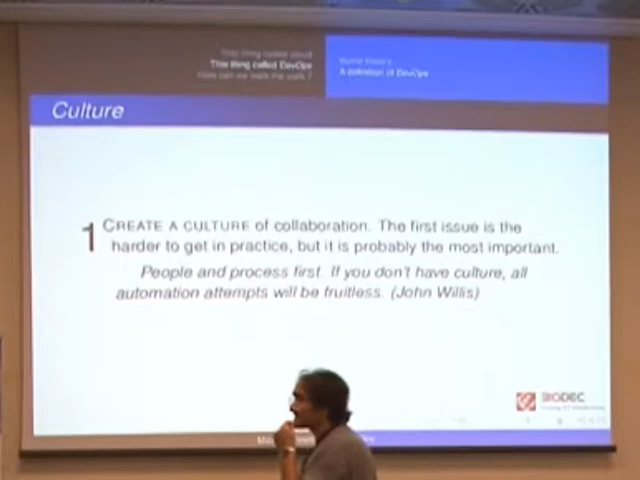 This thing called cloud
This thing called DevOps
How can we walk the walk ?
A definition of DevOps
Culture
1 CREATE A CULTURE of collaboration. The first issue is the
harder to get in practice, but it is probably the most important.
People and process first. If you don't have culture, all
automation attempts will be fruitless. (John Willis)
BIODEC